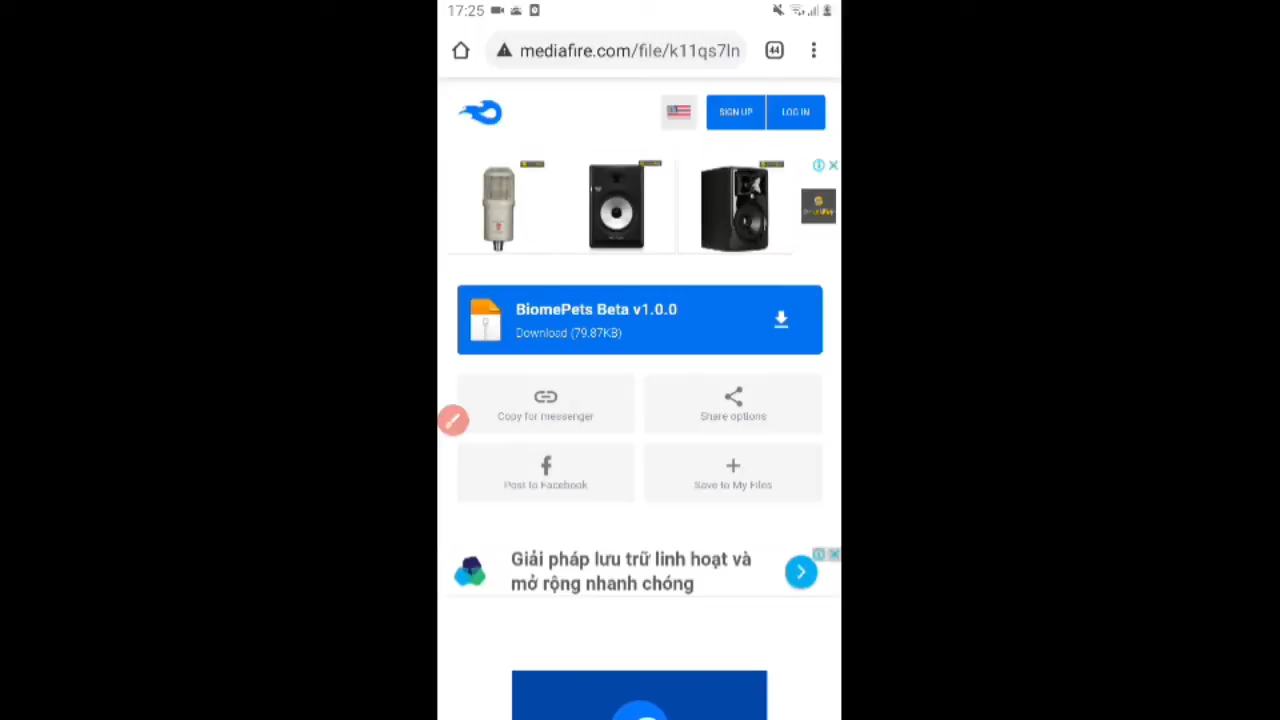 17:25
mediafire.com/file/k11qs7ln
44
SIGN UP
LOG IN
BiomePets Beta v1.0.0
Download (79.87KB)
Copy for messenger
Share options
Post to Facebook
Save to My Files
Giải pháp lưu trữ linh hoạt và
mở rộng nhanh chóng